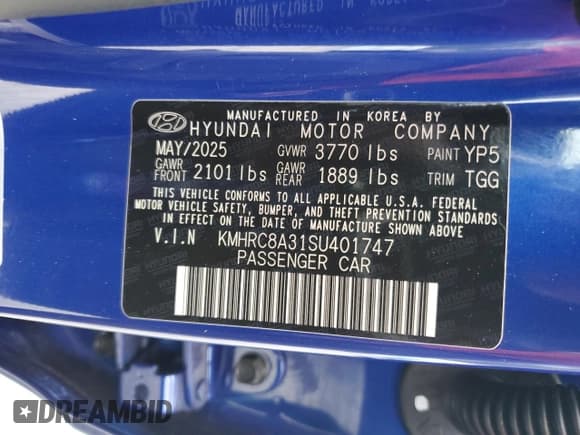 MANUFACTURED IN KOREA BY
HYUNDAI MOTOR COMPANY
MAY/2025 GVWR 3770 lbs PAINT YP5
GAWR FRONT 2101 lbs GAWR REAR 1889 lbs TRIM TGG
THIS VEHICLE CONFORMS TO ALL APPLICABLE U.S.A. FEDERAL
MOTOR VEHICLE SAFETY, BUMPER, AND THEFT PREVENTION STANDARDS
IN EFFECT ON THE DATE OF MANUFACTURE SHOWN ABOVE.
V.I.N KMHRC8A31SU401747
PASSENGER CAR
DREAMBID